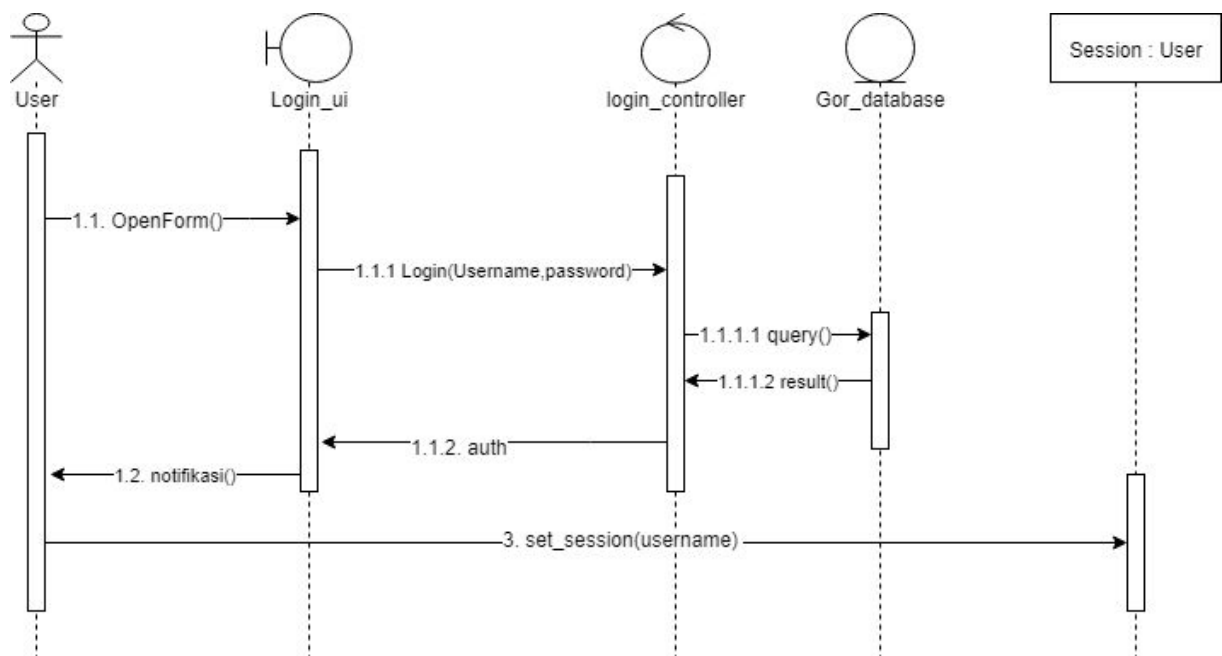 Session : User
User
Login_ui
login_controller
Gor_database
1.1. OpenForm()
1.1.1 Login(Username,password)
1.1.1.1 query()
1.1.1.2 result()
1.1.2. auth
1.2. notifikasi()
3. set_session(username)